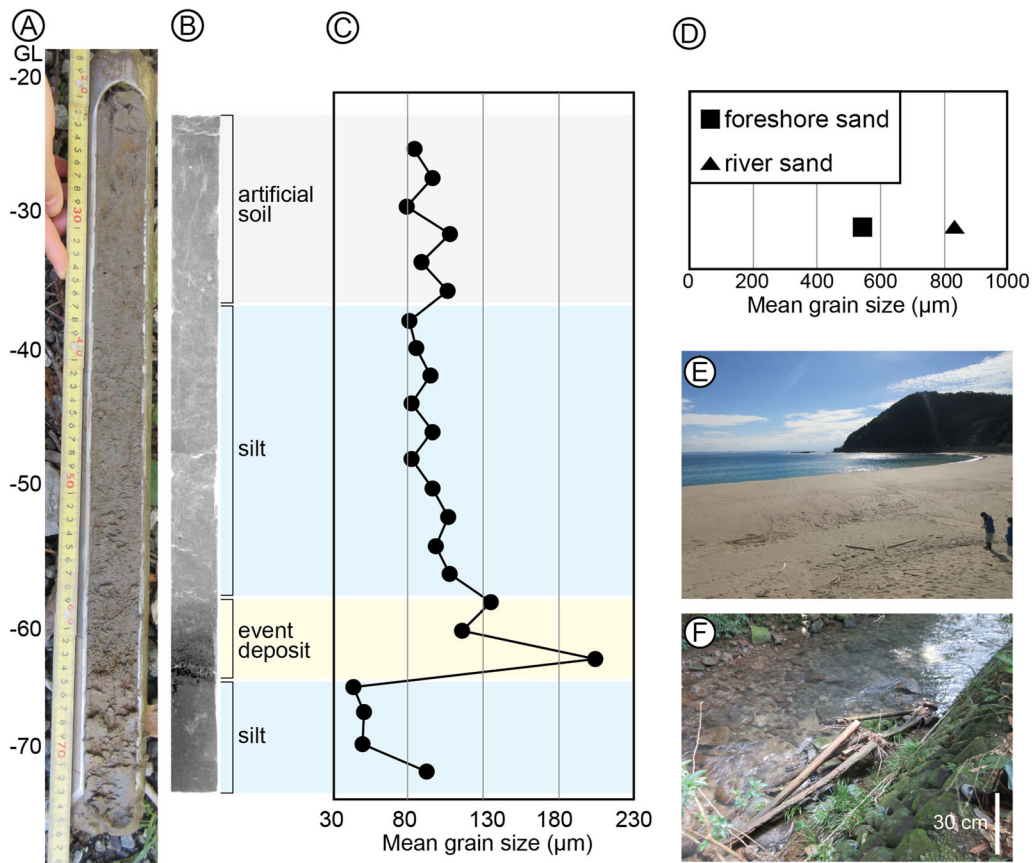 A
GL
-20
-30
-40
-50
-60
-70
B
artificial
soil
silt
event
deposit
silt
C
30 80 130 180 230
Mean grain size (µm)
D
foreshore sand
river sand
0 200 400 600 800 1000
Mean grain size (µm)
E
F
30 cm